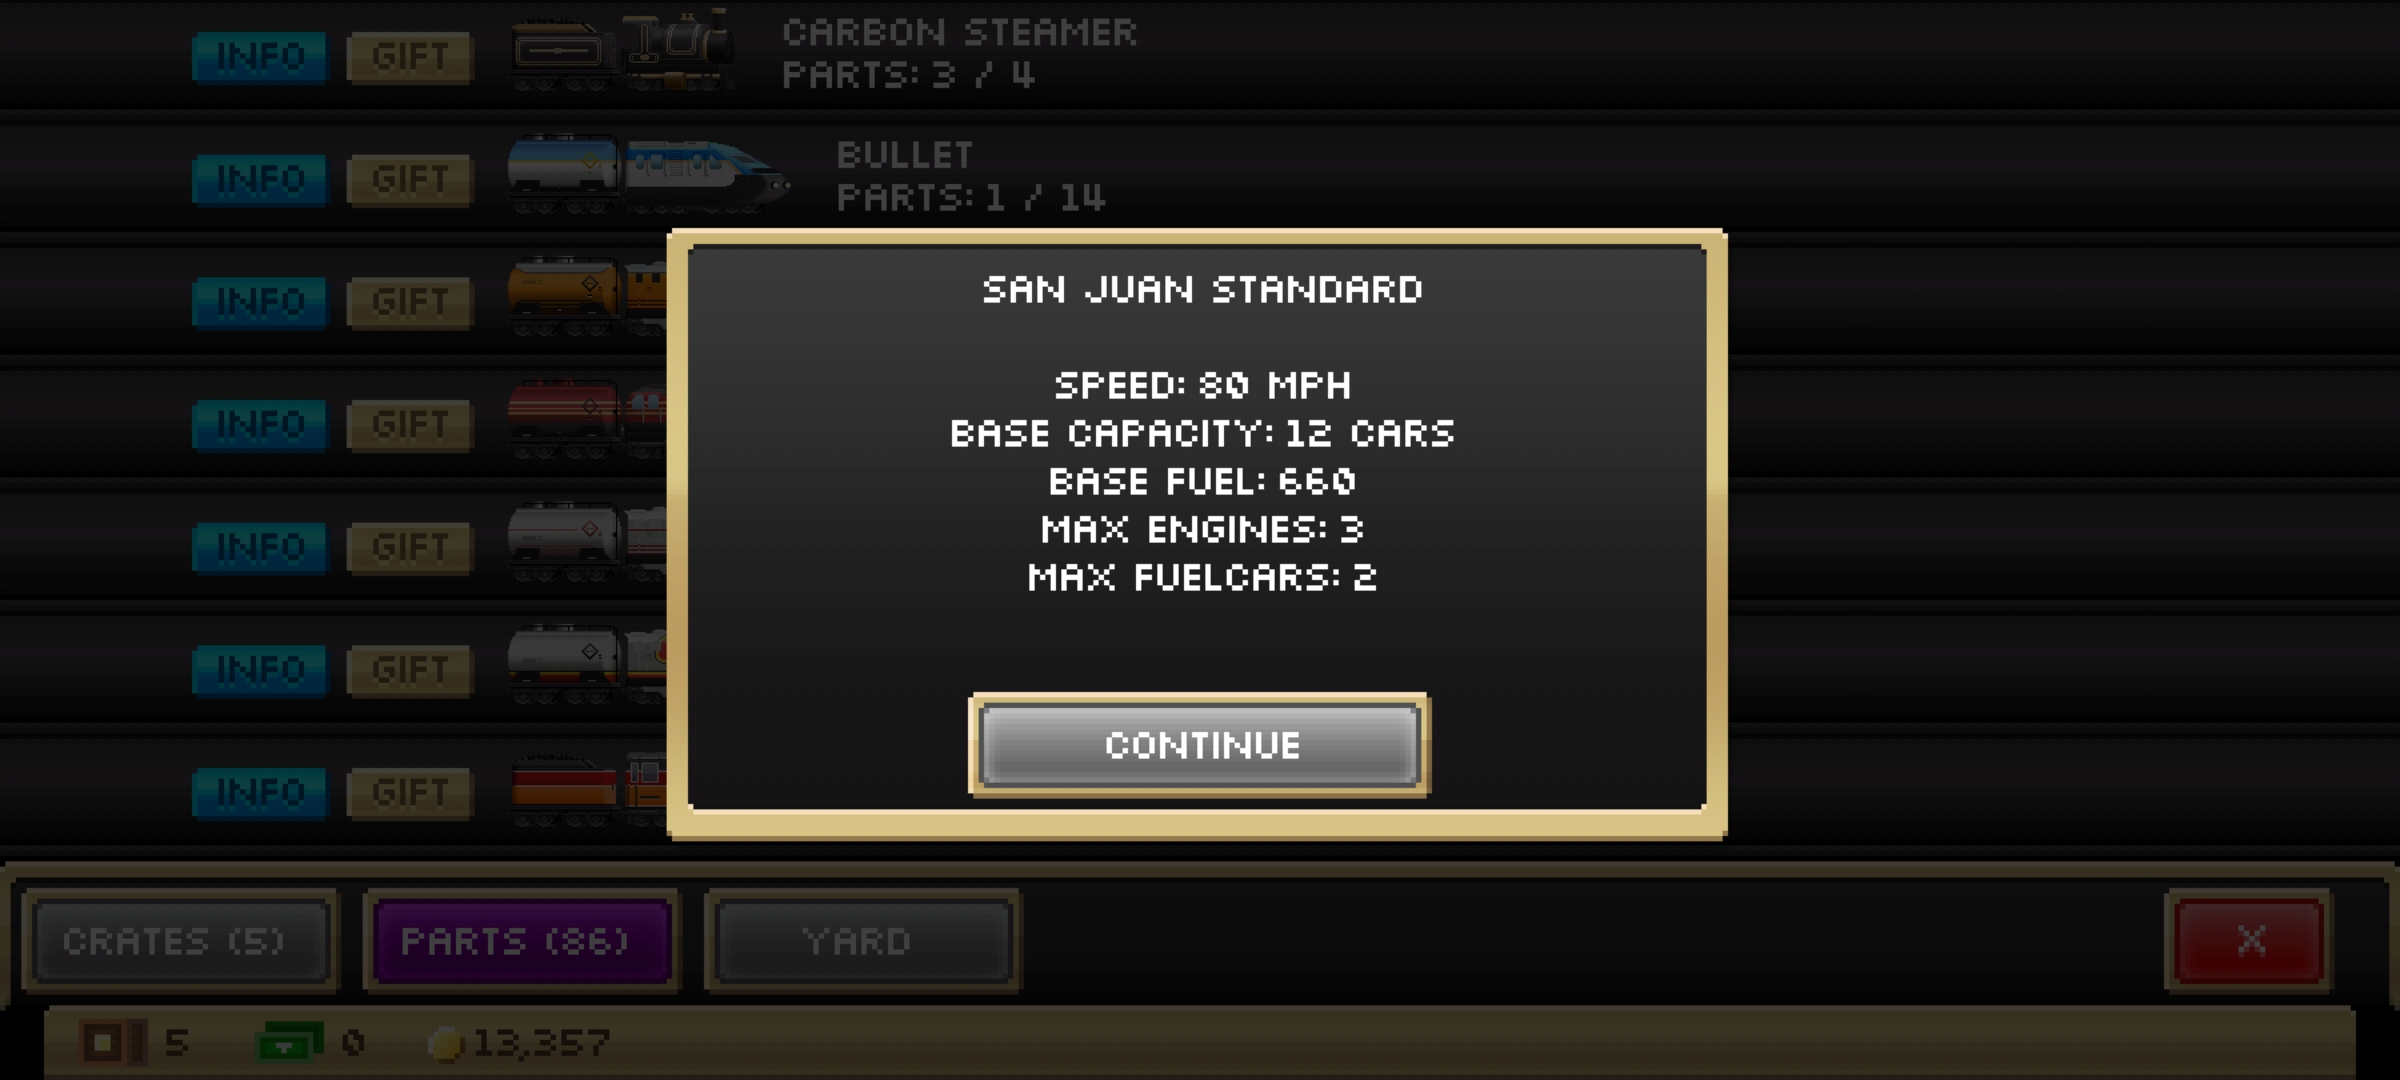 INFO GIFT CARBON STEAMER
PARTS: 3 / 4
INFO GIFT BULLET
PARTS: 1 / 14
INFO GIFT
INFO GIFT
INFO GIFT
INFO GIFT
INFO GIFT
SAN JUAN STANDARD
SPEED: 80 MPH
BASE CAPACITY: 12 CARS
BASE FUEL: 660
MAX ENGINES: 3
MAX FUELCARS: 2
CONTINUE
CRATES (5) PARTS (86) YARD X
5 0 13,357